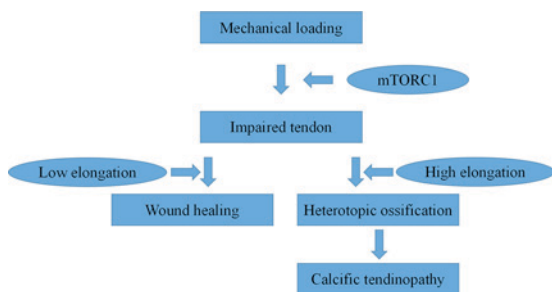 Mechanical loading
mTORC1
Impaired tendon
Low elongation
High elongation
Wound healing
Heterotopic ossification
Calcific tendinopathy